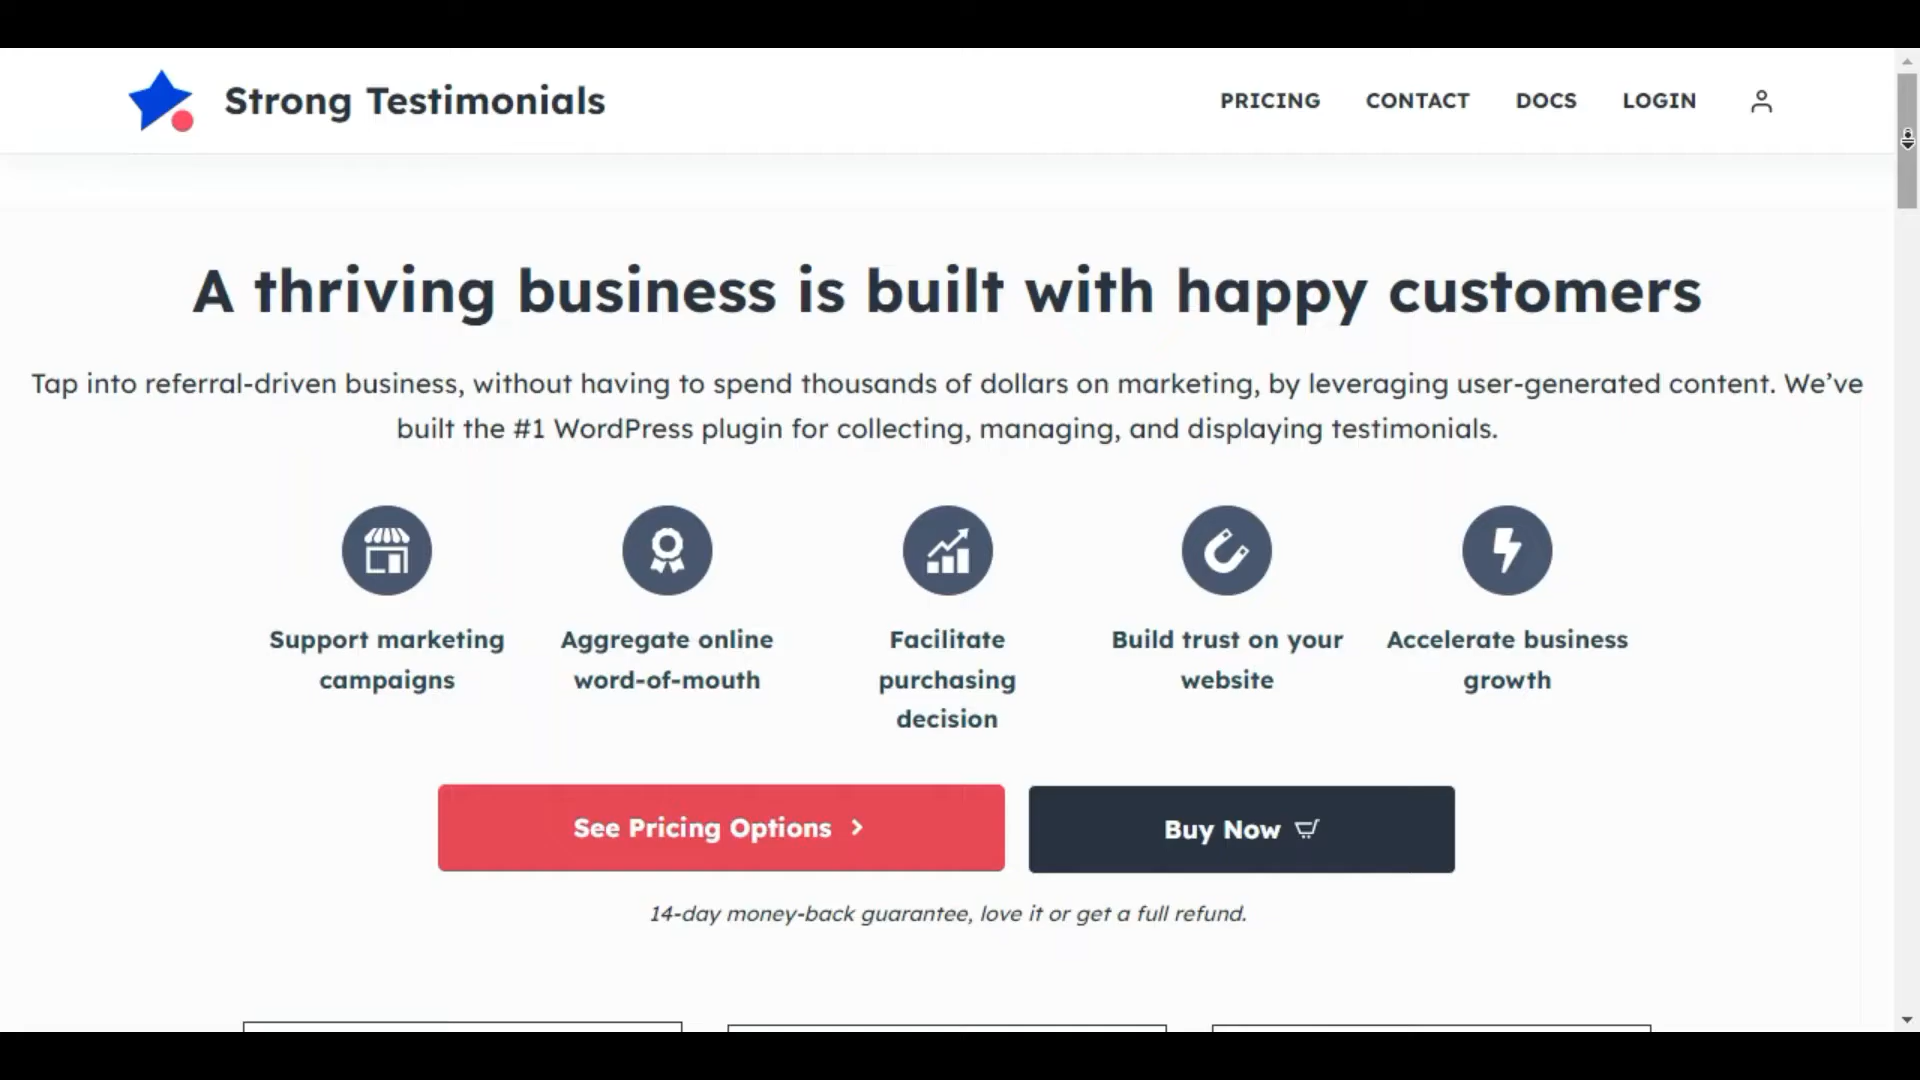 Strong Testimonials
PRICING
CONTACT
DOCS
LOGIN
A thriving business is built with happy customers
Tap into referral-driven business, without having to spend thousands of dollars on marketing, by leveraging user-generated content. We’ve
built the #1 WordPress plugin for collecting, managing, and displaying testimonials.
Support marketing
campaigns
Aggregate online
word-of-mouth
Facilitate
purchasing
decision
Build trust on your
website
Accelerate business
growth
See Pricing Options
Buy Now
14-day money-back guarantee, love it or get a full refund.